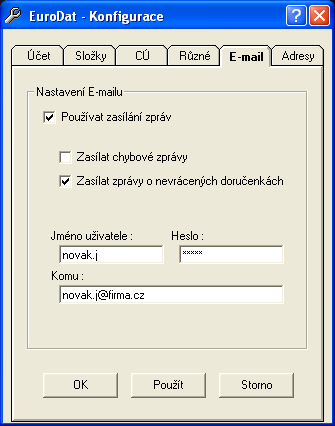 EuroDat - Konfigurace
Účet Složky CÚ Různé E-mail Adresy
Nastavení E-mailu
Používat zasílání zpráv
Zasílat chybové zprávy
Zasílat zprávy o nevrácených doručenkách
Jméno uživatele : Heslo :
novak.j *****
Komu :
novak.j@firma.cz
OK Použít Storno